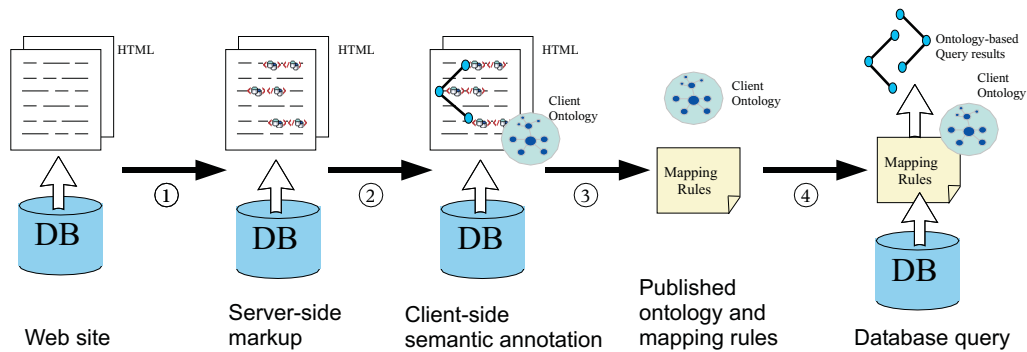 HTML
DB
Web site
①
HTML
DB
Server-side
markup
②
HTML
Client
Ontology
DB
Client-side
semantic annotation
③
Client
Ontology
Mapping
Rules
Published
ontology and
mapping rules
④
Ontology-based
Query results
Client
Ontology
Mapping
Rules
DB
Database query